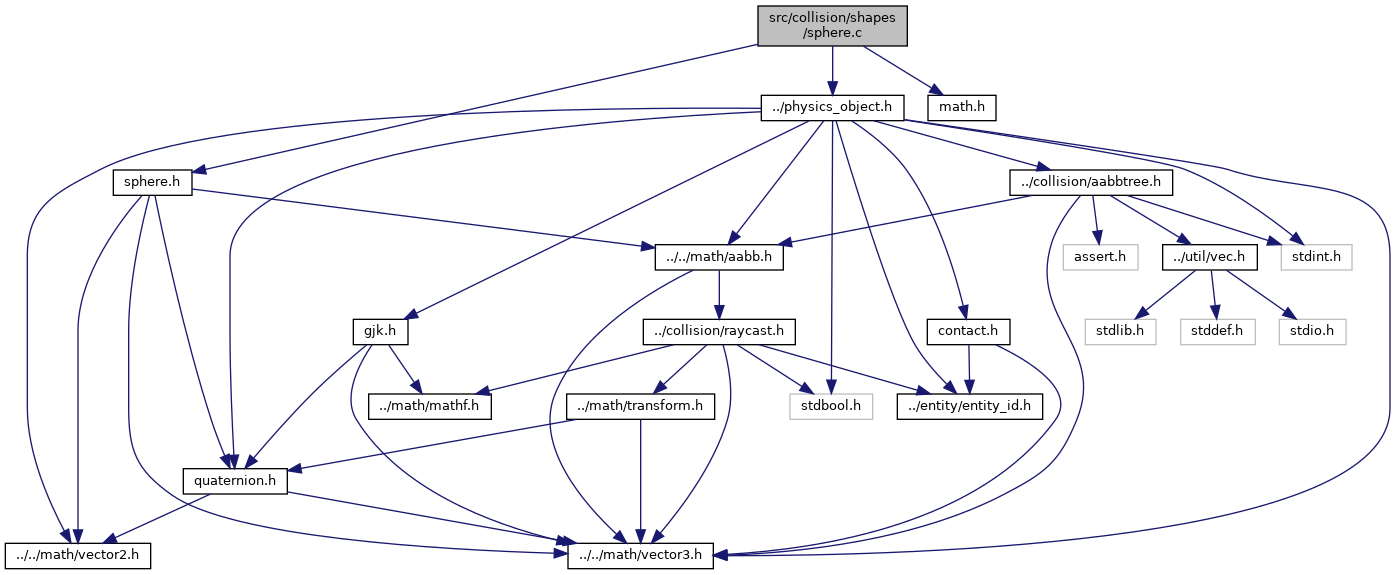 src/collision/shapes
/sphere.c
../physics_object.h
math.h
sphere.h
../collision/aabbtree.h
../../math/aabb.h
assert.h
../util/vec.h
stdint.h
gjk.h
../collision/raycast.h
contact.h
stdlib.h
stddef.h
stdio.h
../math/mathf.h
../math/transform.h
stdbool.h
../entity/entity_id.h
quaternion.h
../../math/vector2.h
../../math/vector3.h